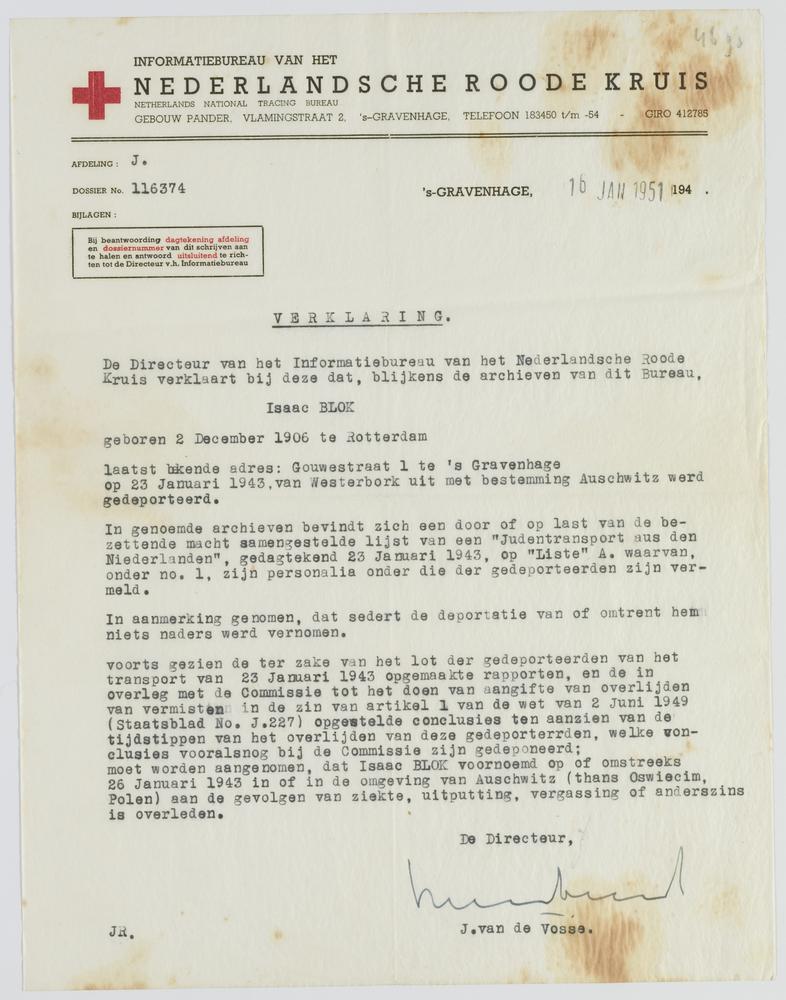 INFORMATIEBUREAU VAN HET
NEDERLANDSCHE ROODE KRUIS
NETHERLANDS NATIONAL TRACING BUREAU
GEBOUW PANDER, VLAMINGSTRAAT 2, 's-GRAVENHAGE, TELEFOON 183450 t/m -54 - GIRO 412785
AFDELING : J.
DOSSIER No. 116374
's-GRAVENHAGE, 16 JAN 1951 194 .
BIJLAGEN :
Bij beantwoording dagtekening afdeling
en dossiernummer van dit schrijven aan
te halen en antwoord uitsluitend te rich-
ten tot de Directeur v.h. Informatiebureau
VERKLARING.
De Directeur van het Informatiebureau van het Nederlandsche Roode
Kruis verklaart bij deze dat, blijkens de archieven van dit Bureau,
Isaac BLOK
geboren 2 December 1906 te Rotterdam
laatst bkende adres: Gouwestraat 1 te 's Gravenhage
op 23 Januari 1943,van Westerbork uit met bestemming Auschwitz werd
gedeporteerd.
In genoemde archieven bevindt zich een door of op last van de be-
zettende macht samengestelde lijst van een "Judentransport aus den
Niederlanden", gedagtekend 23 Januari 1943, op "Liste" A. waarvan,
onder no. 1, zijn personalia onder die der gedeporteerden zijn ver-
meld.
In aanmerking genomen, dat sedert de deportatie van of omtrent hem
niets naders werd vernomen.
voorts gezien de ter zake van het lot der gedeporteerden van het
transport van 23 Januari 1943 opgemaakte rapporten, en de in
overleg met de Commissie tot het doen van aangifte van overlijden
van vermisten in de zin van artikel 1 van de wet van 2 Juni 1949
(Staatsblad No. J.227) opgestelde conclusies ten aanzien van de
tijdstippen van het overlijden van deze gedeporterrden, welke con-
clusies vooralsnog bij de Commissie zijn gedeponeerd;
moet worden aangenomen, dat Isaac BLOK voornoemd op of omstreeks
26 Januari 1943 in of in de omgeving van Auschwitz (thans Oswiecim,
Polen) aan de gevolgen van ziekte, uitputting, vergassing of anderszins
is overleden.
De Directeur,
JR.
J.van de Vosse.